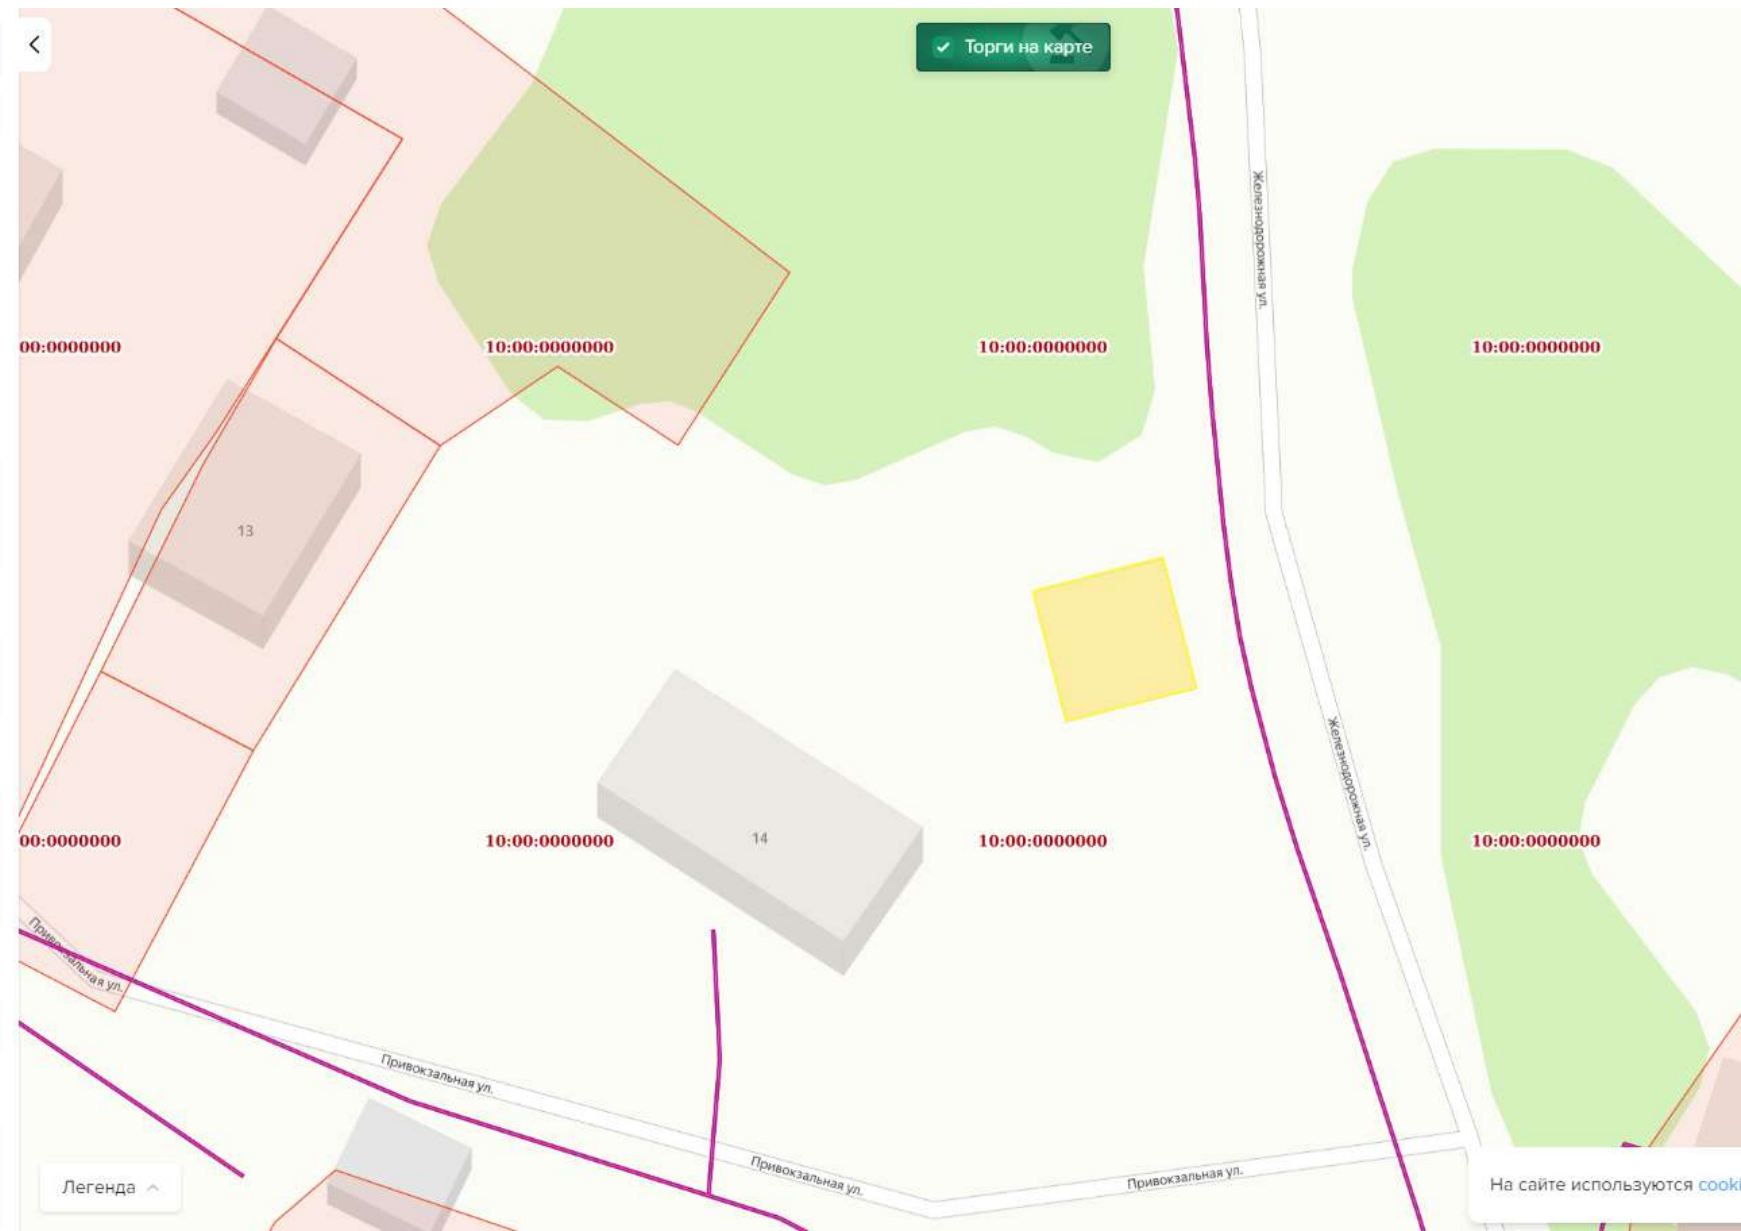 Торги на карте
Железнодорожная ул.
00:0000000
10:00:0000000
10:00:0000000
10:00:0000000
13
Железнодорожная ул.
00:0000000
10:00:0000000
14
10:00:0000000
10:00:0000000
Привокзальная ул.
Привокзальная ул.
Привокзальная ул.
Привокзальная ул.
Легенда
На сайте используются cooki